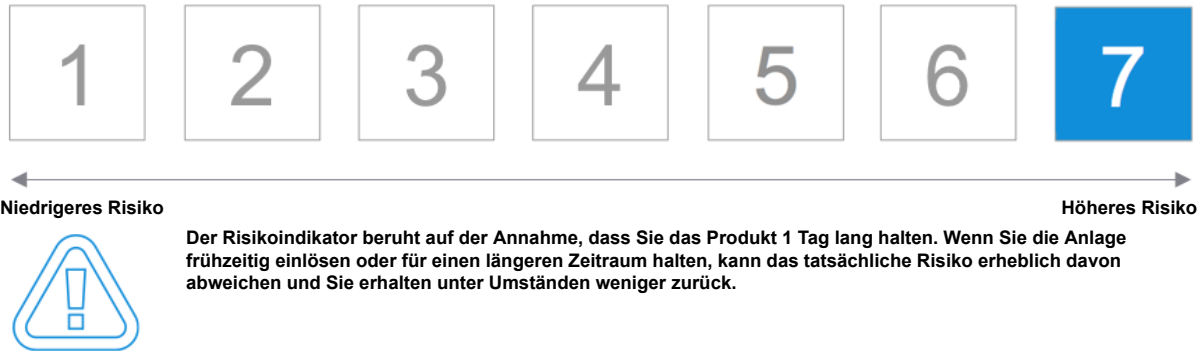 1 2 3 4 5 6 7
Niedrigeres Risiko Höheres Risiko
Der Risikoindikator beruht auf der Annahme, dass Sie das Produkt 1 Tag lang halten. Wenn Sie die Anlage
frühzeitig einlösen oder für einen längeren Zeitraum halten, kann das tatsächliche Risiko erheblich davon
abweichen und Sie erhalten unter Umständen weniger zurück.